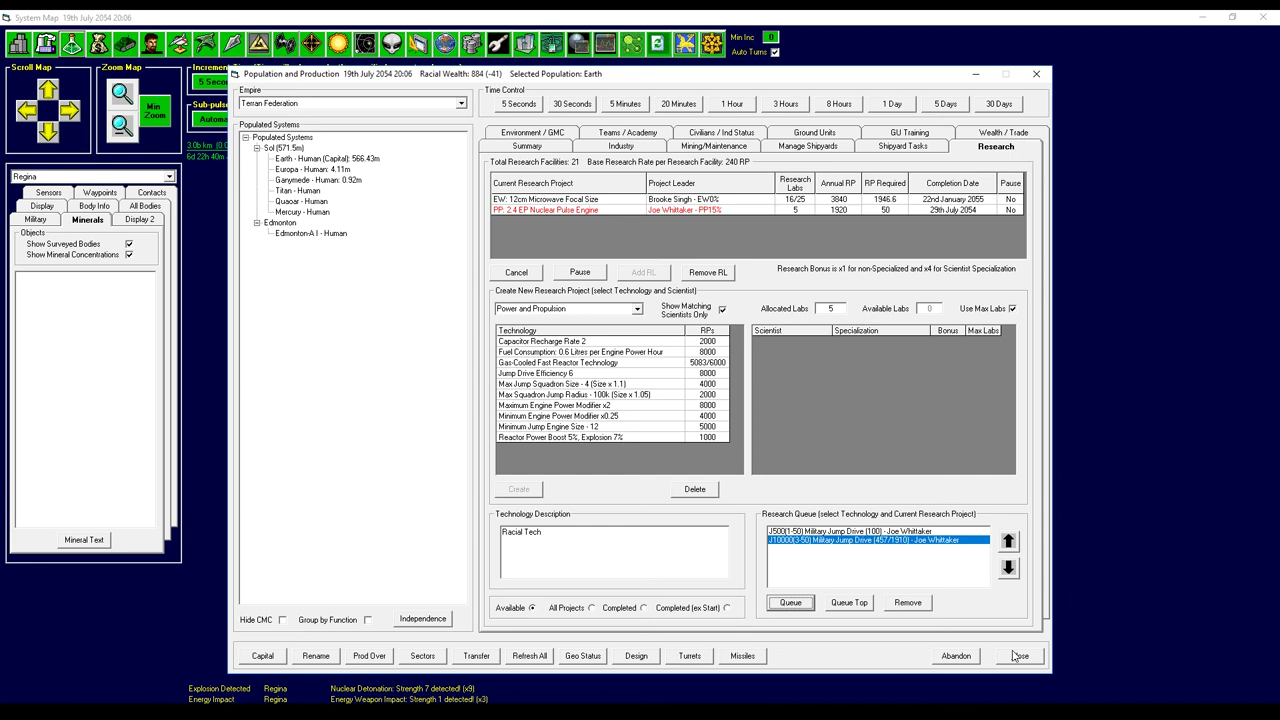 System Map 19th July 2054 20:06
Min Inc 0
Auto Turns
Scroll Map
Zoom Map
Min Zoom
5 Seco
Sub-pulse
Automa
3.0b km (0.0
6d 22h 40m
Regina
Sensors Waypoints Contacts
Display Body Info All Bodies
Military Minerals Display 2
Objects
Show Surveyed Bodies
Show Mineral Concentrations
Mineral Text
Population and Production 19th July 2054 20:06 Racial Wealth: 884 (-41) Selected Population: Earth
Empire
Terran Federation
Populated Systems
Populated Systems
Sol (571.5m)
Earth - Human (Capital): 566.43m
Europa - Human: 4.11m
Ganymede - Human: 0.92m
Titan - Human
Quaoar - Human
Mercury - Human
Edmonton
Edmonton-A I - Human
Hide CMC Group by Function Independence
Time Control
5 Seconds 30 Seconds 5 Minutes 20 Minutes 1 Hour 3 Hours 8 Hours 1 Day 5 Days 30 Days
Environment / GMC Teams / Academy Civilians / Ind Status Ground Units GU Training Wealth / Trade
Summary Industry Mining/Maintenance Manage Shipyards Shipyard Tasks Research
Total Research Facilities: 21 Base Research Rate per Research Facility: 240 RP
Current Research Project Project Leader Research Labs Annual RP RP Required Completion Date Pause
EW: 12cm Microwave Focal Size Brooke Singh - EW0% 16/25 3840 1946.6 22nd January 2055 No
PP: 2.4 EP Nuclear Pulse Engine Joe Whittaker - PP15% 5 1920 50 29th July 2054 No
Cancel Pause Add RL Remove RL Research Bonus is x1 for non-Specialized and x4 for Scientist Specialization
Create New Research Project (select Technology and Scientist)
Power and Propulsion Show Matching Scientists Only Allocated Labs 5 Available Labs 0 Use Max Labs
Technology RPs
Capacitor Recharge Rate 2 2000
Fuel Consumption: 0.6 Litres per Engine Power Hour 8000
Gas-Cooled Fast Reactor Technology 5083/6000
Jump Drive Efficiency 6 8000
Max Jump Squadron Size - 4 (Size x 1.1) 4000
Max Squadron Jump Radius - 100k (Size x 1.05) 2000
Maximum Engine Power Modifier x2 8000
Minimum Engine Power Modifier x0.25 4000
Minimum Jump Engine Size - 12 5000
Reactor Power Boost 5%, Explosion 7% 1000
Scientist Specialization Bonus Max Labs
Create Delete
Technology Description
Racial Tech
Available All Projects Completed Completed (ex Start)
Research Queue (select Technology and Current Research Project)
J500(1-50) Military Jump Drive (100) - Joe Whittaker
J10000(3-50) Military Jump Drive (457/1910) - Joe Whittaker
Queue Queue Top Remove
Capital Rename Prod Over Sectors Transfer Refresh All Geo Status Design Turrets Missiles Abandon
Explosion Detected Regina Nuclear Detonation: Strength 7 detected! (x9)
Energy Impact Regina Energy Weapon Impact: Strength 1 detected! (x3)